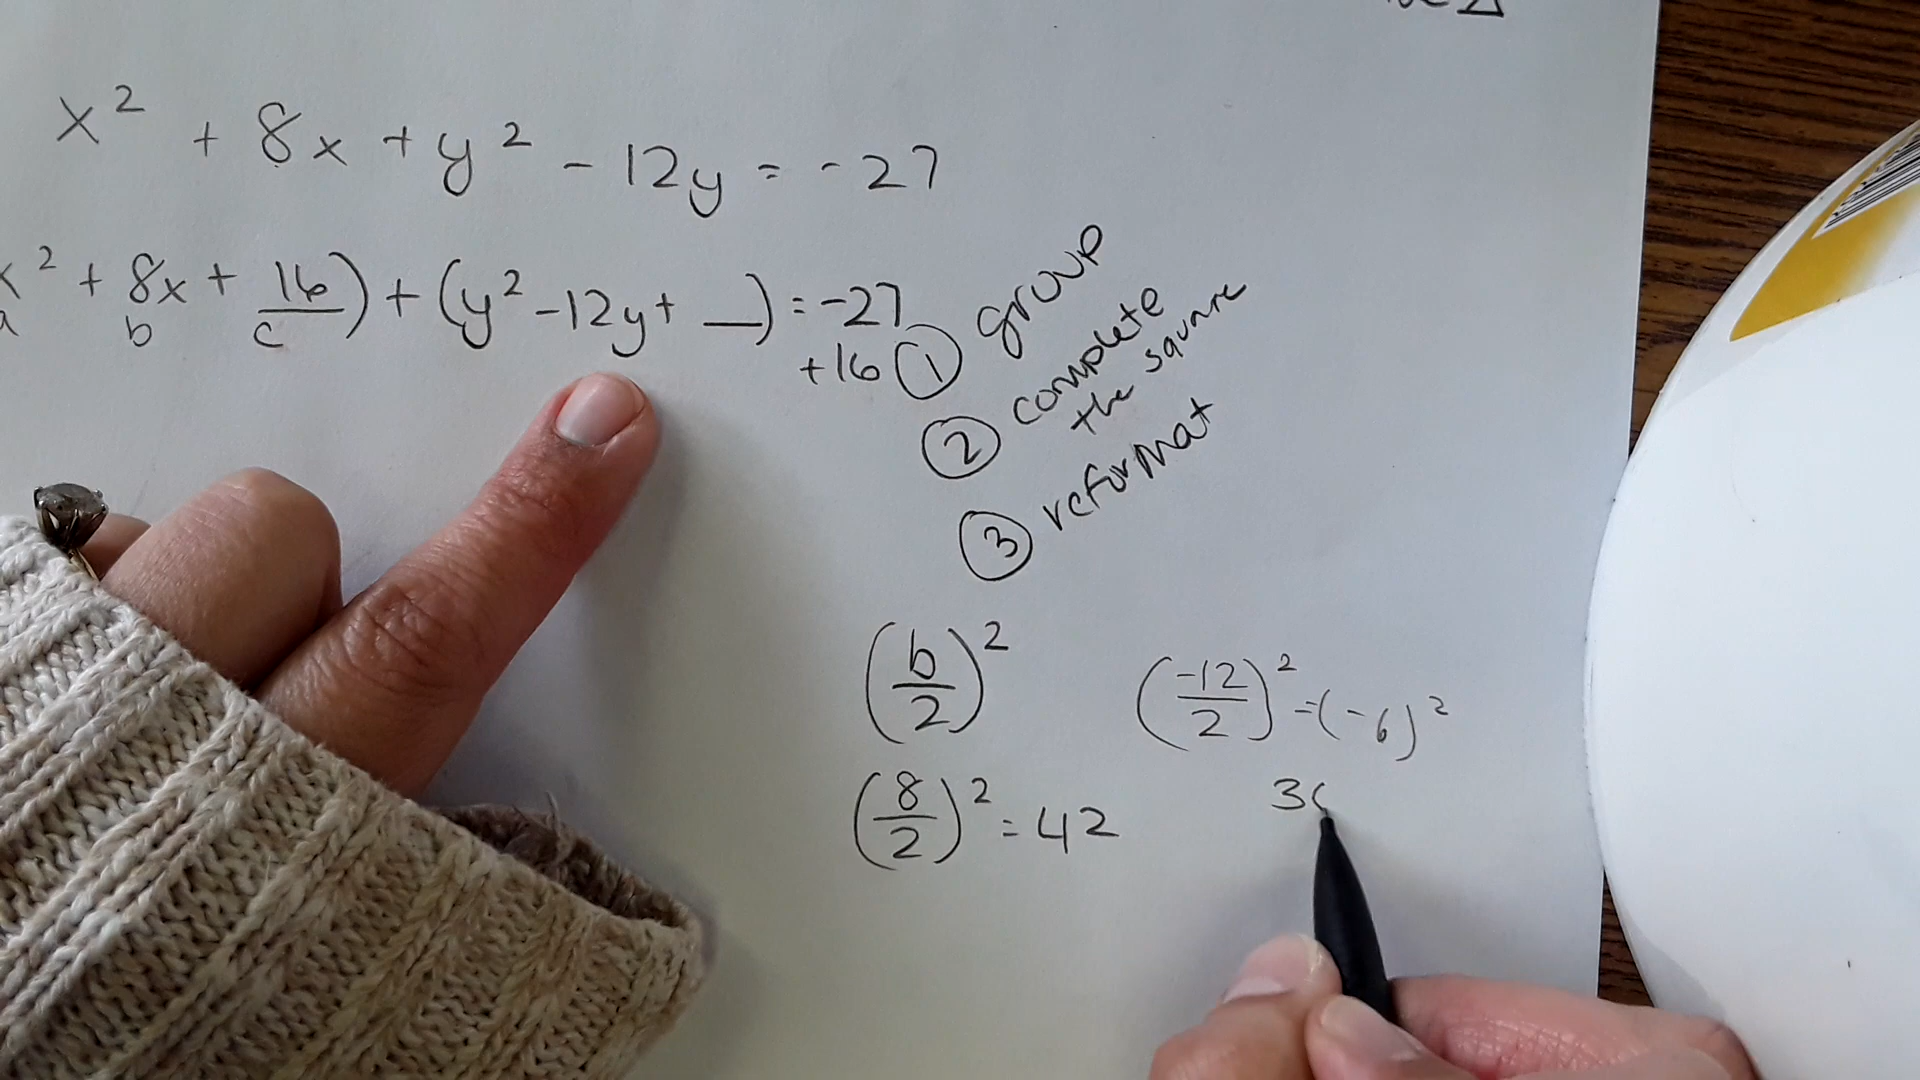 x² + 8x + y² - 12y = -27
x² + 8x + 16) + (y² - 12y + __) = -27
a b c
+16
① group
② complete
the square
③ reformat
(b/2)²
(8/2)² = 42
(-12/2)² = (-6)²
3